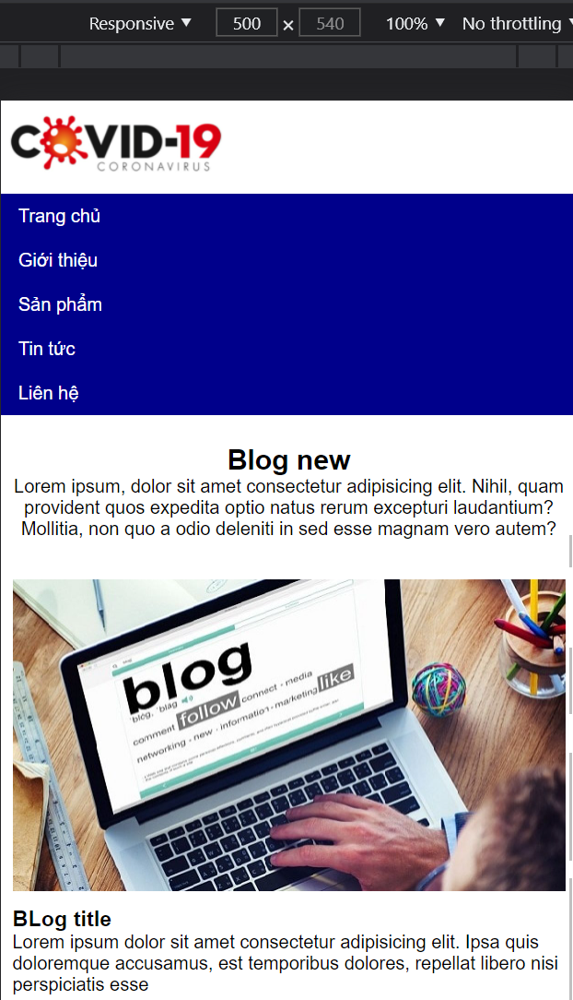 Responsive ▼ 500 × 540 100% ▼ No throttling
COVID-19
CORONAVIRUS
Trang chủ
Giới thiệu
Sản phẩm
Tin tức
Liên hệ
Blog new
Lorem ipsum, dolor sit amet consectetur adipisicing elit. Nihil, quam
provident quos expedita optio natus rerum excepturi laudantium?
Mollitia, non quo a odio deleniti in sed esse magnam vero autem?
blog
comment follow connect • media
networking • new • information • marketing like
BLog title
Lorem ipsum dolor sit amet consectetur adipisicing elit. Ipsa quis
doloremque accusamus, est temporibus dolores, repellat libero nisi
perspiciatis esse